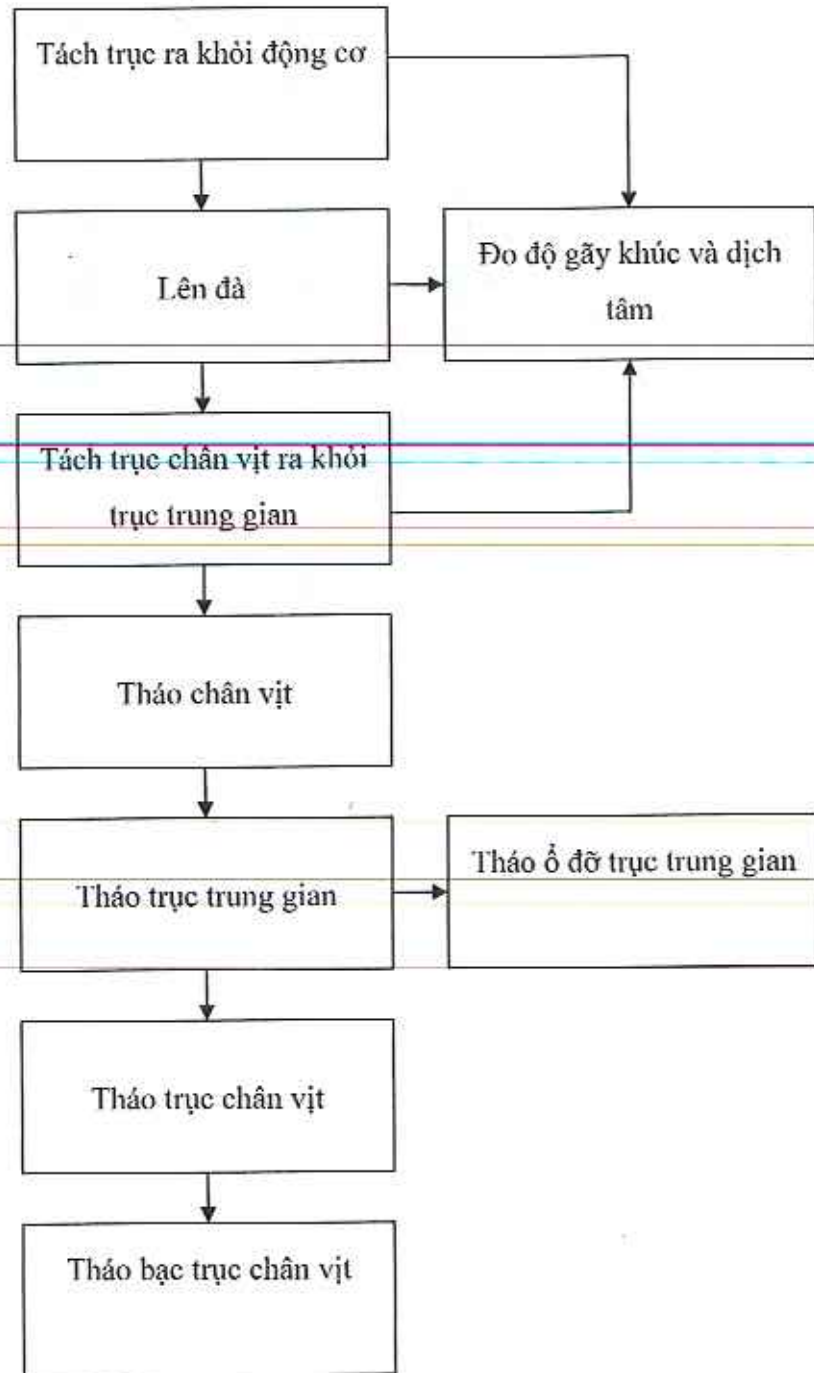 Tách trục ra khỏi động cơ
Lên đà
Đo độ gãy khúc và dịch
tâm
Tách trục chân vịt ra khỏi
trục trung gian
Tháo chân vịt
Tháo trục trung gian
Tháo ổ đỡ trục trung gian
Tháo trục chân vịt
Tháo bạc trục chân vịt